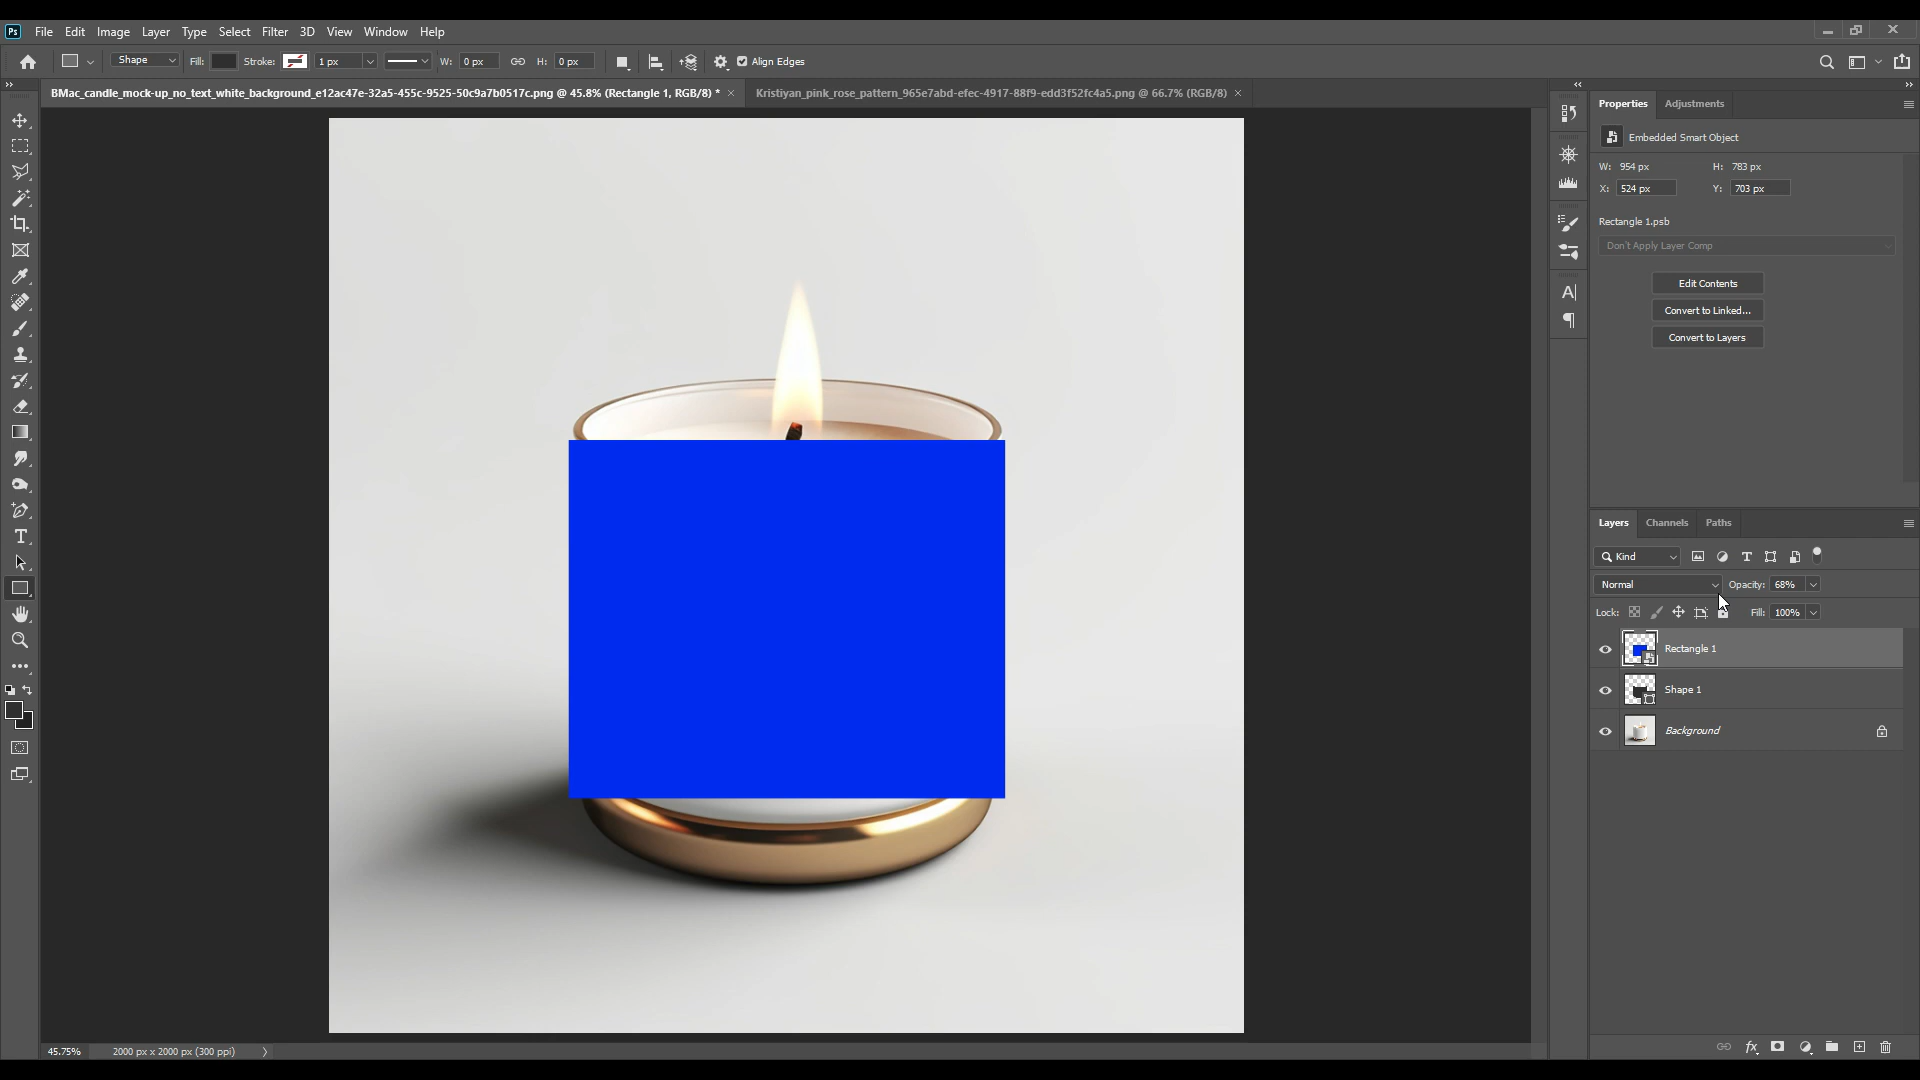 Ps File Edit Image Layer Type Select Filter 3D View Window Help
Shape Fill: Stroke: 1 px W: 0 px H: 0 px Align Edges
BMac_candle_mock-up_no_text_white_background_e12ac47e-32a5-455c-9525-50c9a7b0517c.png @ 45.8% (Rectangle 1, RGB/8) * ×
Kristiyan_pink_rose_pattern_965e7abd-efec-4917-88f9-edd3f52fc4a5.png @ 66.7% (RGB/8) ×
Properties Adjustments
Embedded Smart Object
W: 954 px H: 783 px
X: 524 px Y: 703 px
Rectangle 1.psb
Don't Apply Layer Comp
Edit Contents
Convert to Linked...
Convert to Layers
Layers Channels Paths
Kind
Normal Opacity: 68%
Lock: Fill: 100%
Rectangle 1
Shape 1
Background
45.75% 2000 px x 2000 px (300 ppi)